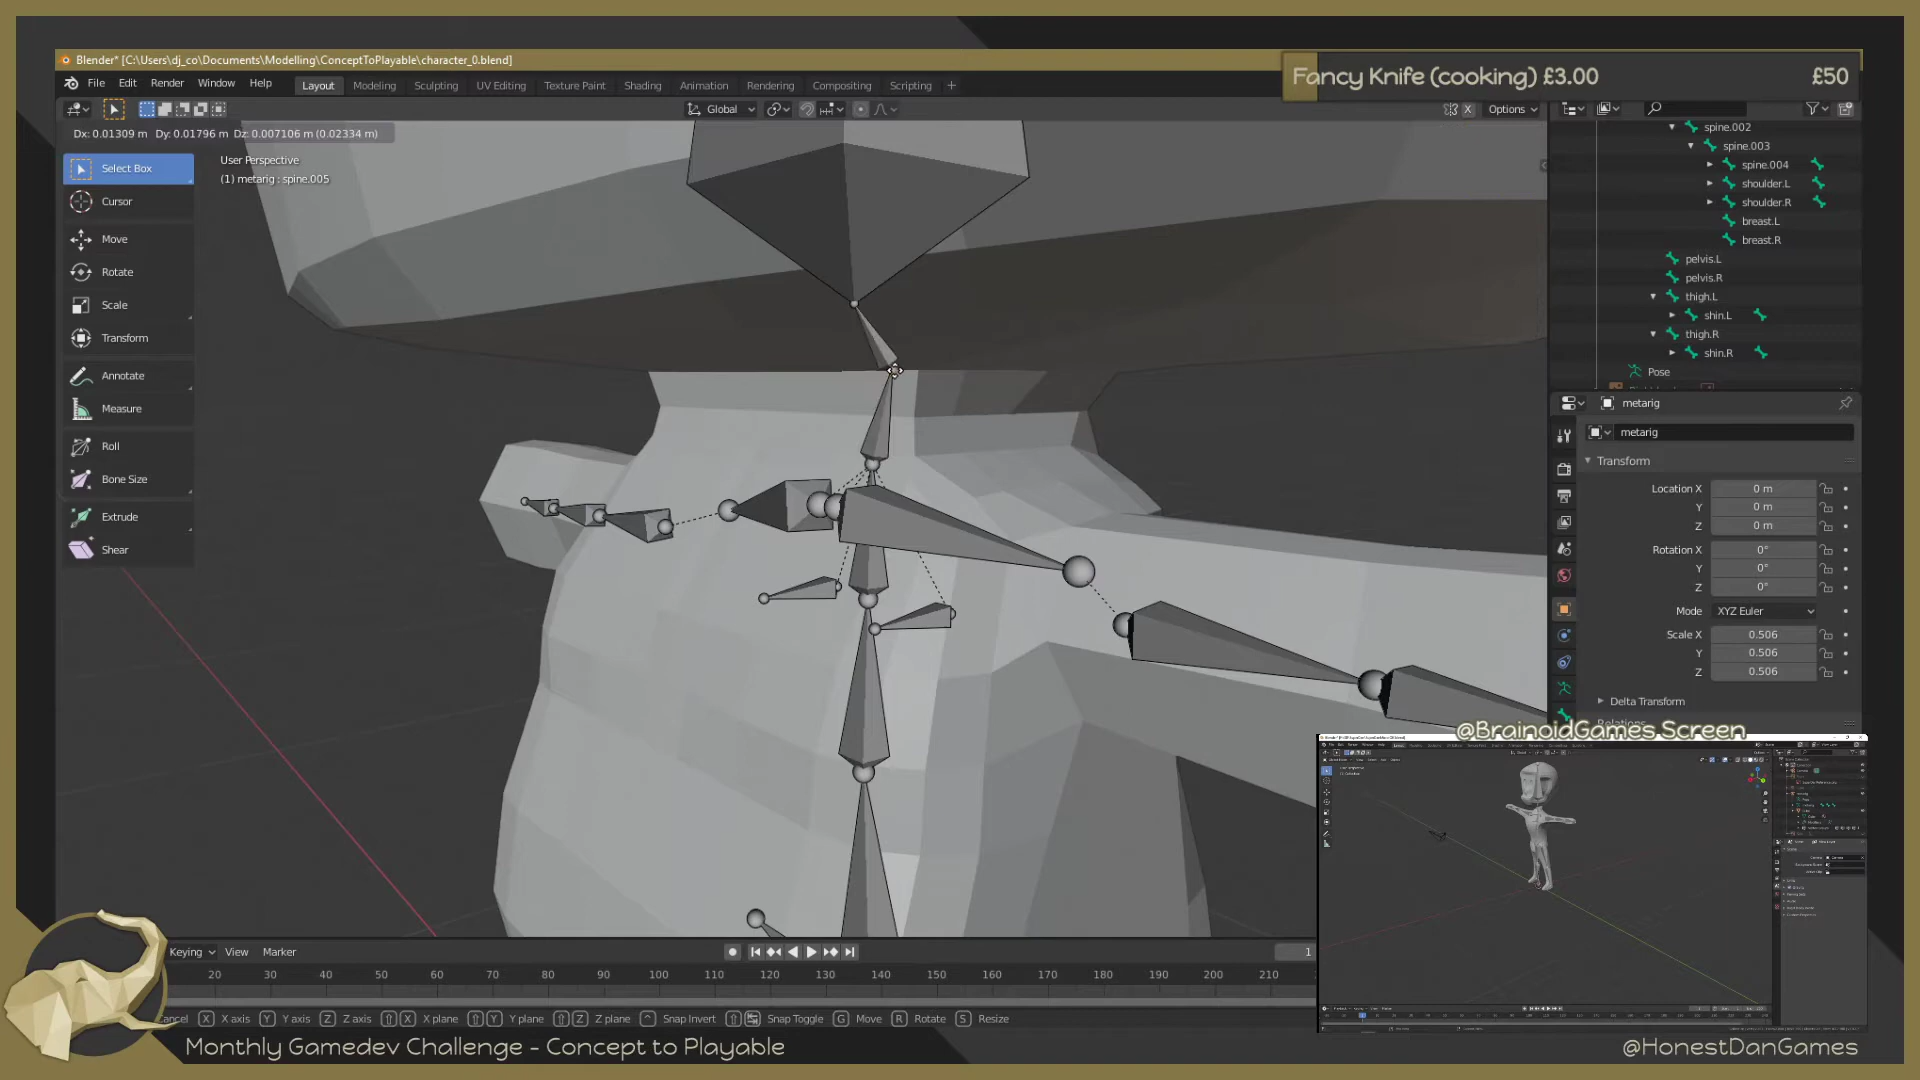 Blender* [C:\Users\dj_co\Documents\Modelling\ConceptToPlayable\character_0.blend]
Fancy Knife (cooking) £3.00 £50
File Edit Render Window Help Layout Modeling Sculpting UV Editing Texture Paint Shading Animation Rendering Compositing Scripting +
Global Options
X
Dx: 0.01309 m Dy: 0.01796 m Dz: 0.007106 m (0.02334 m)
User Perspective
(1) metarig : spine.005
Select Box
Cursor
Move
Rotate
Scale
Transform
Annotate
Measure
Roll
Bone Size
Extrude
Shear
spine.002
spine.003
spine.004
shoulder.L
shoulder.R
breast.L
breast.R
pelvis.L
pelvis.R
thigh.L
shin.L
thigh.R
shin.R
Pose
metarig
metarig
Transform
Location X 0 m
Y 0 m
Z 0 m
Rotation X 0°
Y 0°
Z 0°
Mode XYZ Euler
Scale X 0.506
Y 0.506
Z 0.506
Delta Transform
Relations
@BrainoidGames Screen
Keying View Marker 1
20 30 40 50 60 70 80 90 100 110 120 130 140 150 160 170 180 190 200 210
ancel X X axis Y Y axis Z Z axis X X plane Y Y plane Z Z plane Snap Invert Snap Toggle G Move R Rotate S Resize
Monthly Gamedev Challenge - Concept to Playable
@HonestDanGames